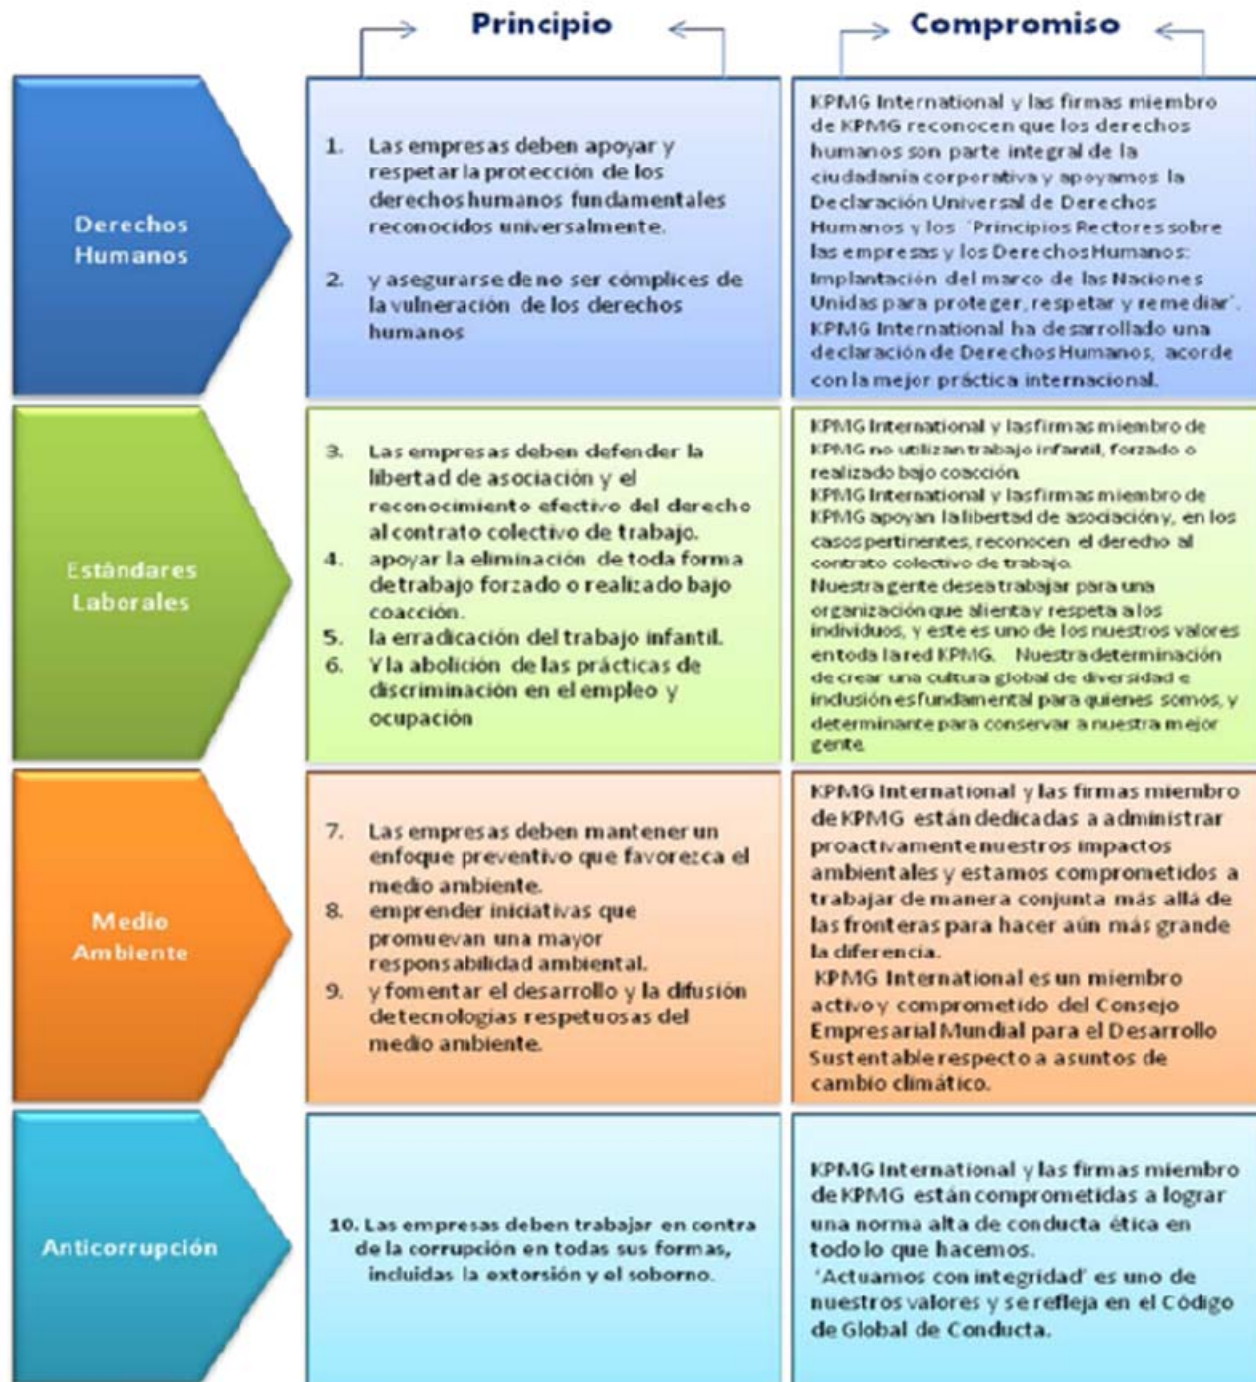 Principio
Compromiso
Derechos
Humanos
1. Las empresas deben apoyar y
respetar la protección de los
derechos humanos fundamentales
reconocidos universalmente.
2. y asegurarse de no ser cómplices de
la vulneración de los derechos
humanos
KPMG International y las firmas miembro
de KPMG reconocen que los derechos
humanos son parte integral de la
ciudadanía corporativa y apoyamos la
Declaración Universal de Derechos
Humanos y los ´Principios Rectores sobre
las empresas y los Derechos Humanos:
Implantación del marco de las Naciones
Unidas para proteger, respetar y remediar´.
KPMG International ha desarrollado una
declaración de Derechos Humanos, acorde
con la mejor práctica internacional.
Estándares
Laborales
3. Las empresas deben defender la
libertad de asociación y el
reconocimiento efectivo del derecho
al contrato colectivo de trabajo.
4. apoyar la eliminación de toda forma
de trabajo forzado o realizado bajo
coacción.
5. la erradicación del trabajo infantil.
6. Y la abolición de las prácticas de
discriminación en el empleo y
ocupación
KPMG International y las firmas miembro de
KPMG no utilizan trabajo infantil, forzado o
realizado bajo coacción.
KPMG International y las firmas miembro de
KPMG apoyan la libertad de asociación y, en los
casos pertinentes, reconocen el derecho al
contrato colectivo de trabajo.
Nuestra gente desea trabajar para una
organización que alienta y respeta a los
individuos, y este es uno de los nuestros valores
en toda la red KPMG. Nuestra determinación
de crear una cultura global de diversidad e
inclusión es fundamental para quienes somos, y
determinante para conservar a nuestra mejor
gente.
Medio
Ambiente
7. Las empresas deben mantener un
enfoque preventivo que favorezca el
medio ambiente.
8. emprender iniciativas que
promuevan una mayor
responsabilidad ambiental.
9. y fomentar el desarrollo y la difusión
de tecnologías respetuosas del
medio ambiente.
KPMG International y las firmas miembro
de KPMG están dedicadas a administrar
proactivamente nuestros impactos
ambientales y estamos comprometidos a
trabajar de manera conjunta más allá de
las fronteras para hacer aún más grande
la diferencia.
KPMG International es un miembro
activo y comprometido del Consejo
Empresarial Mundial para el Desarrollo
Sustentable respecto a asuntos de
cambio climático.
Anticorrupción
10. Las empresas deben trabajar en contra
de la corrupción en todas sus formas,
incluidas la extorsión y el soborno.
KPMG International y las firmas miembro
de KPMG están comprometidas a lograr
una norma alta de conducta ética en
todo lo que hacemos.
'Actuamos con integridad' es uno de
nuestros valores y se refleja en el Código
de Global de Conducta.